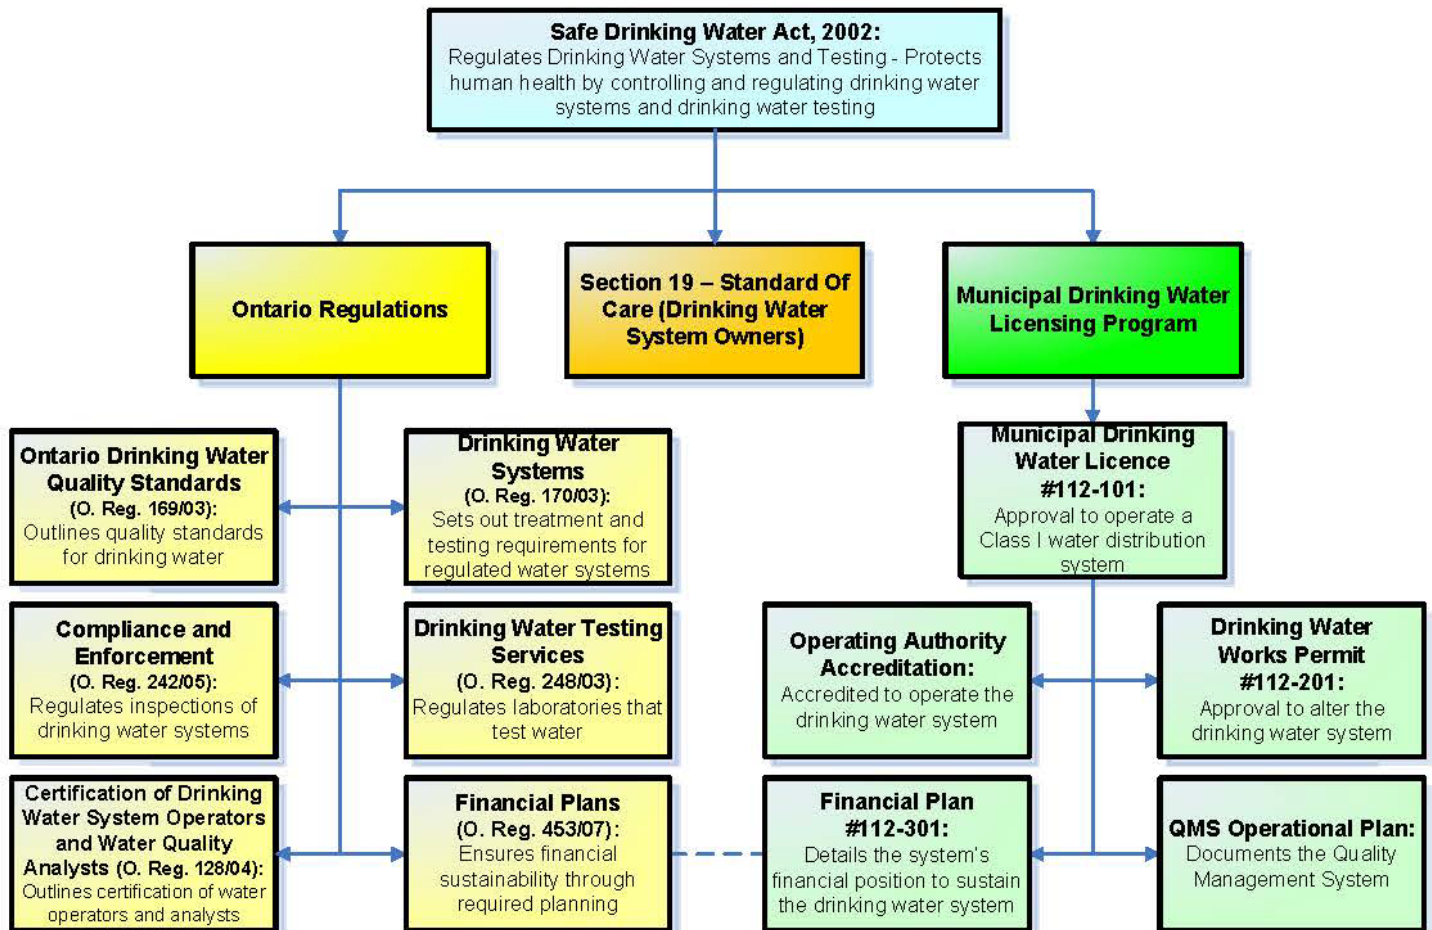 Safe Drinking Water Act, 2002:
Regulates Drinking Water Systems and Testing - Protects
human health by controlling and regulating drinking water
systems and drinking water testing
Ontario Regulations
Section 19 – Standard Of
Care (Drinking Water
System Owners)
Municipal Drinking Water
Licensing Program
Ontario Drinking Water
Quality Standards
(O. Reg. 169/03):
Outlines quality standards
for drinking water
Drinking Water
Systems
(O. Reg. 170/03):
Sets out treatment and
testing requirements for
regulated water systems
Municipal Drinking
Water Licence
#112-101:
Approval to operate a
Class I water distribution
system
Compliance and
Enforcement
(O. Reg. 242/05):
Regulates inspections of
drinking water systems
Drinking Water Testing
Services
(O. Reg. 248/03):
Regulates laboratories that
test water
Operating Authority
Accreditation:
Accredited to operate the
drinking water system
Drinking Water
Works Permit
#112-201:
Approval to alter the
drinking water system
Certification of Drinking
Water System Operators
and Water Quality
Analysts (O. Reg. 128/04):
Outlines certification of water
operators and analysts
Financial Plans
(O. Reg. 453/07):
Ensures financial
sustainability through
required planning
Financial Plan
#112-301:
Details the system's
financial position to sustain
the drinking water system
QMS Operational Plan:
Documents the Quality
Management System